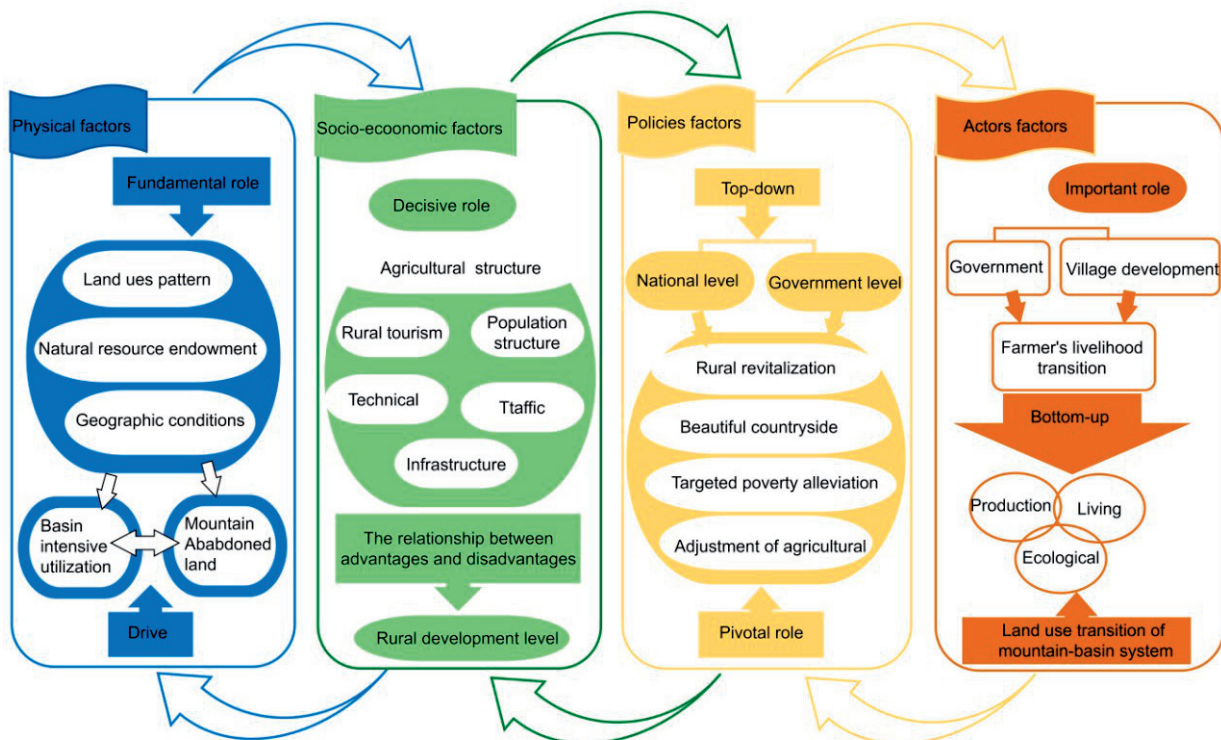 Physical factors
Fundamental role
Land ues pattern
Natural resource endowment
Geographic conditions
Basin
intensive
utilization
Mountain
Ababdoned
land
Drive
Socio-ecoonomic factors
Decisive role
Agricultural structure
Rural tourism
Population
structure
Technical
Ttaffic
Infrastructure
The relationship between
advantages and disadvantages
Rural development level
Policies factors
Top-down
National level
Government level
Rural revitalization
Beautiful countryside
Targeted poverty alleviation
Adjustment of agricultural
Pivotal role
Actors factors
Important role
Government
Village development
Farmer's livelihood
transition
Bottom-up
Production
Living
Ecological
Land use transition of
mountain-basin system